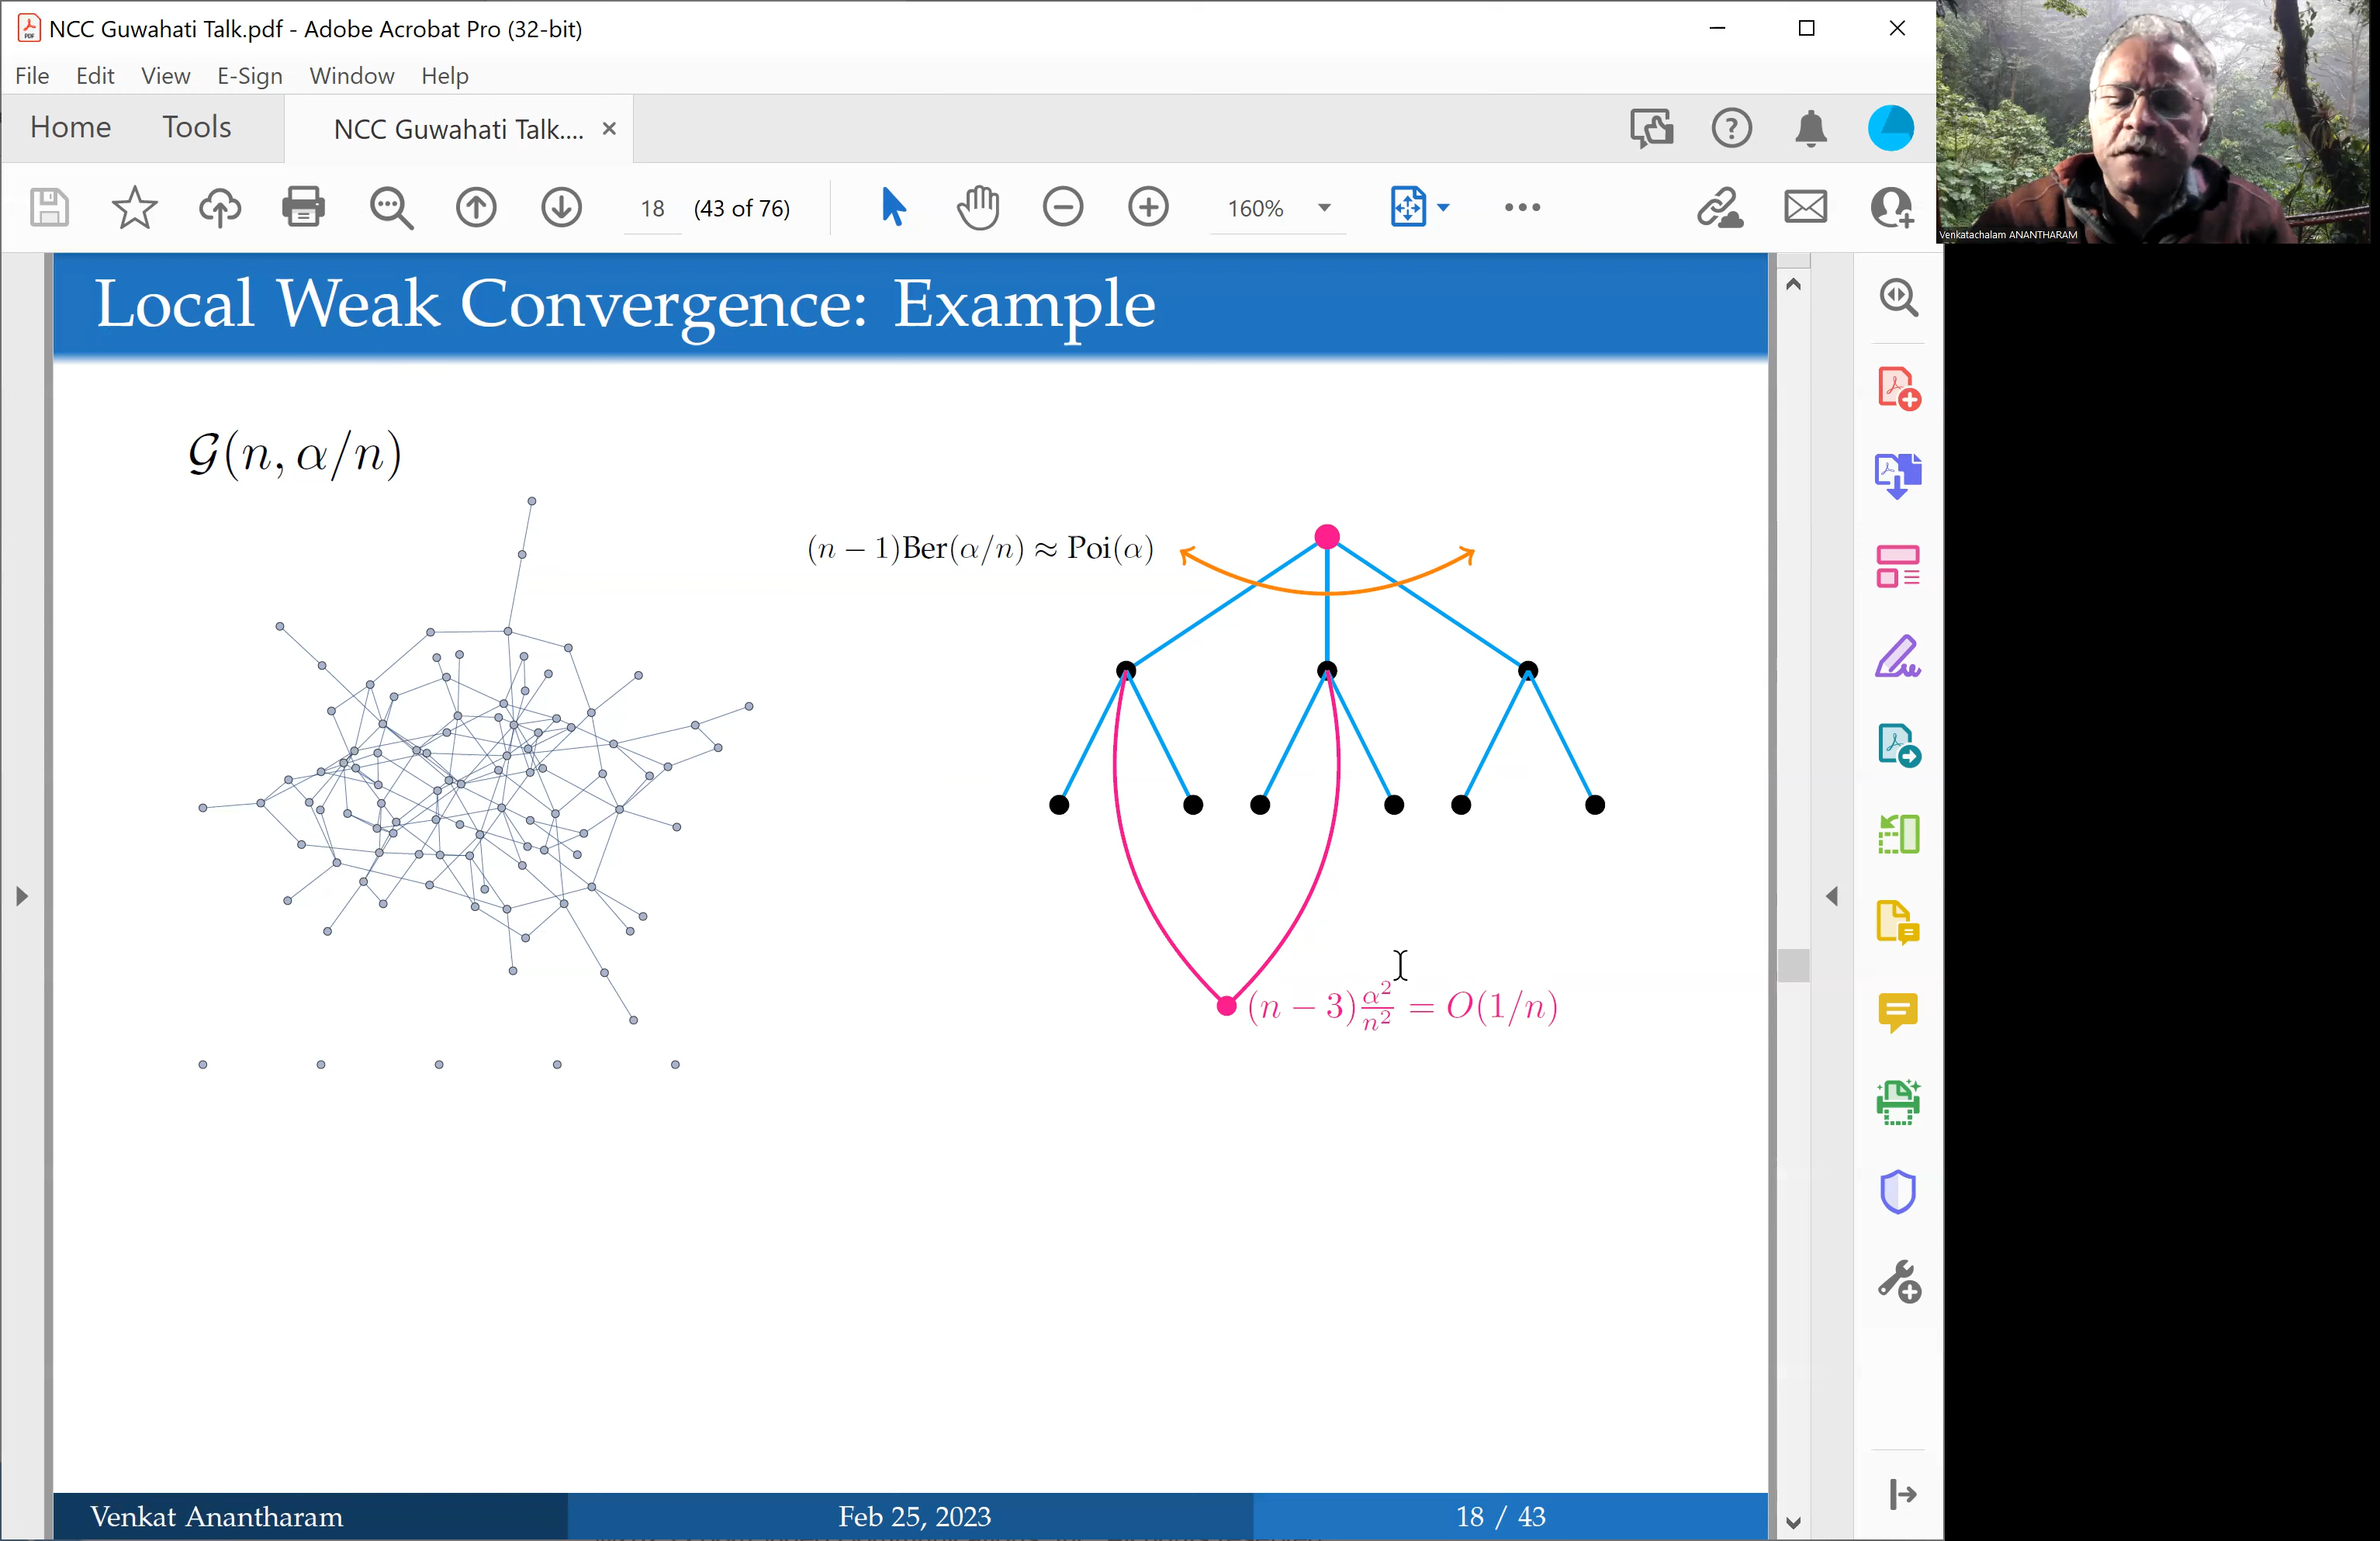 NCC Guwahati Talk.pdf - Adobe Acrobat Pro (32-bit)
File Edit View E-Sign Window Help
Home Tools NCC Guwahati Talk.... ×
18 (43 of 76) 160%
Venkatachalam ANANTHARAM
Local Weak Convergence: Example
𝒢(n, α/n)
(n − 1)Ber(α/n) ≈ Poi(α)
(n − 3) α²/n² = O(1/n)
Venkat Anantharam Feb 25, 2023 18 / 43